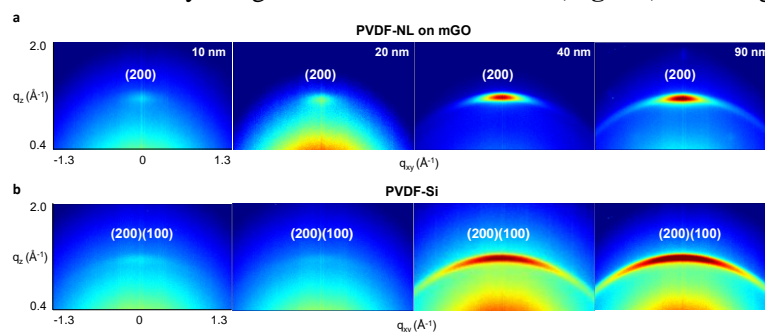 a
PVDF-NL on mGO
2.0
10 nm
20 nm
40 nm
90 nm
(200)
(200)
(200)
(200)
qz (Å-1)
0.4
-1.3
0
1.3
qxy (Å-1)
b
PVDF-Si
2.0
(200)(100)
(200)(100)
(200)(100)
(200)(100)
qz (Å-1)
0.4
-1.3
0
1.3
qxy (Å-1)